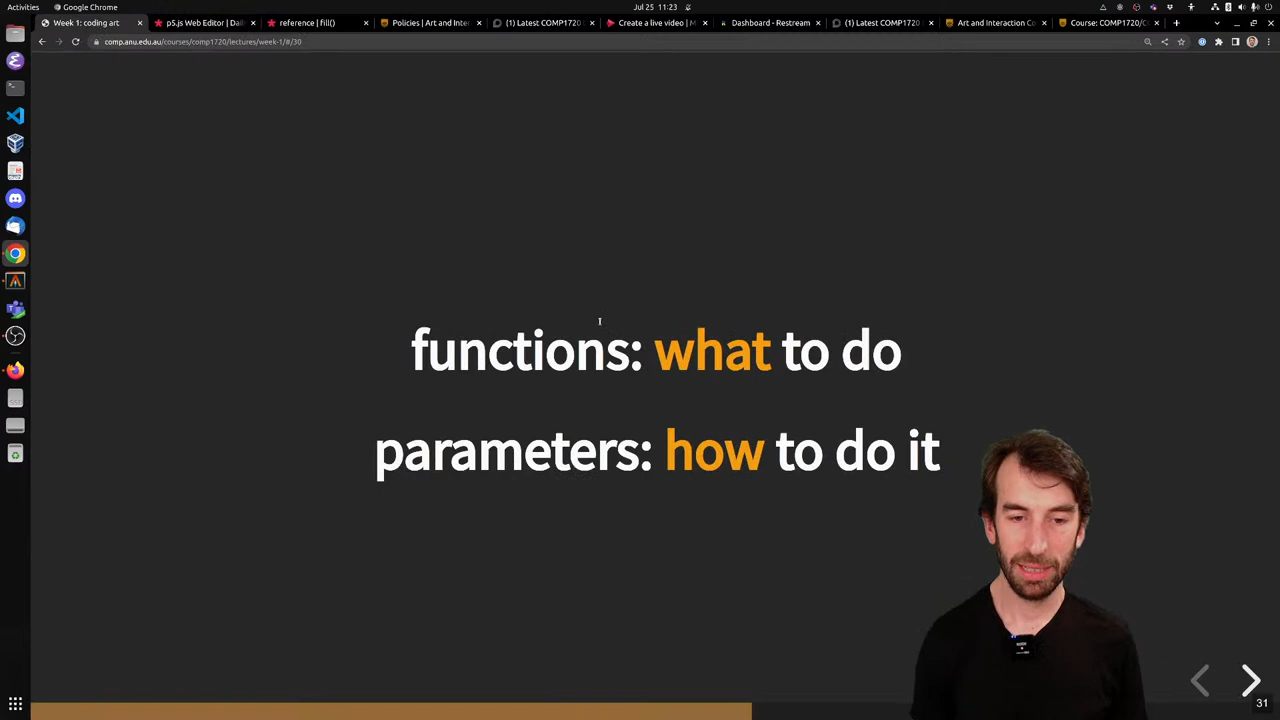 Activities
Google Chrome
Jul 25 11:23
Week 1: coding art
p5.js Web Editor | Dai
reference | fill()
Policies | Art and Inter
(1) Latest COMP1720
Create a live video | M
Dashboard - Restream
(1) Latest COMP1720
Art and Interaction Co
Course: COMP1720/C
comp.anu.edu.au/courses/comp1720/lectures/week-1/#/30
functions: what to do
parameters: how to do it
31